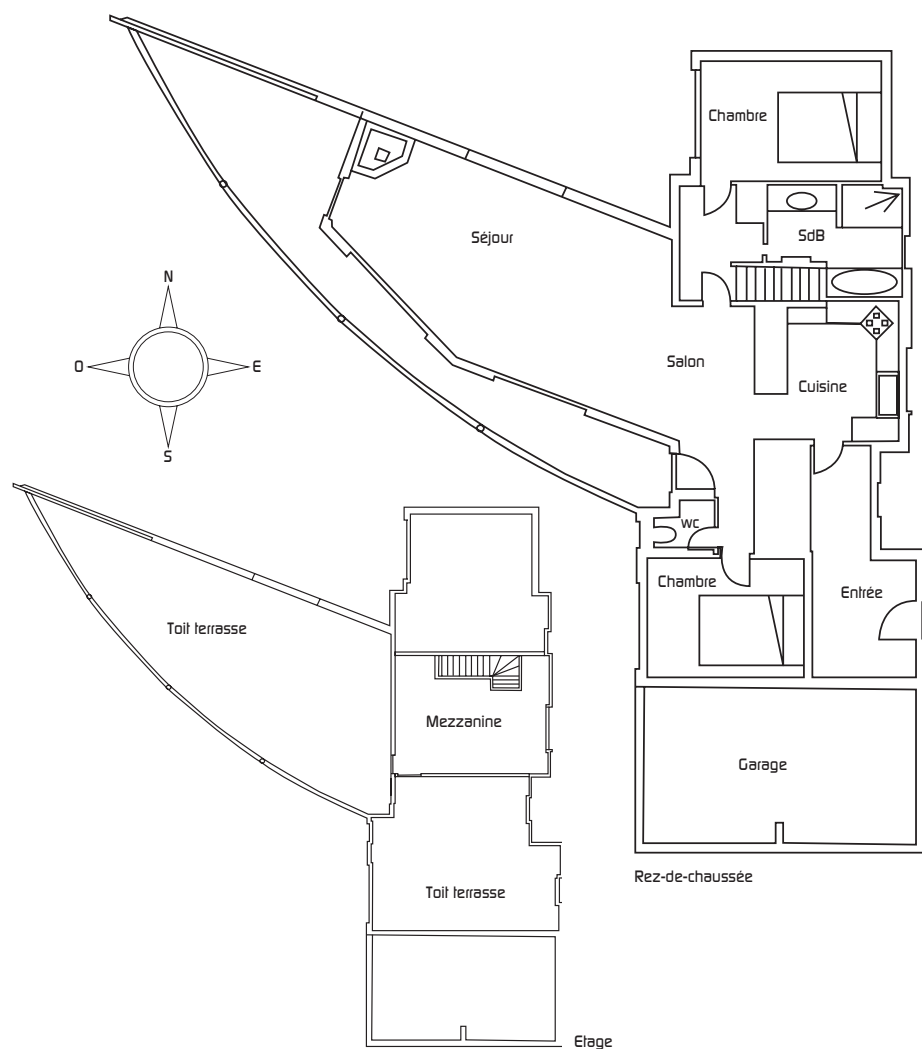 Chambre
Séjour
SdB
N
O
E
S
Salon
Cuisine
WC
Chambre
Entrée
Toit terrasse
Mezzanine
Garage
Rez-de-chaussée
Toit terrasse
Etage